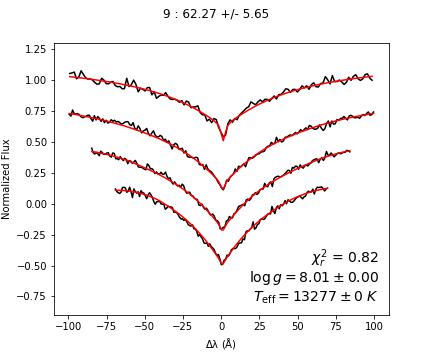 9 : 62.27 +/- 5.65
1.25
1.00
0.75
0.50
0.25
0.00
−0.25
−0.50
−0.75
Normalized Flux
χ²ᵣ = 0.82
log g = 8.01 ± 0.00
T_eff = 13277 ± 0 K
−100 −75 −50 −25 0 25 50 75 100
Δλ (Å)